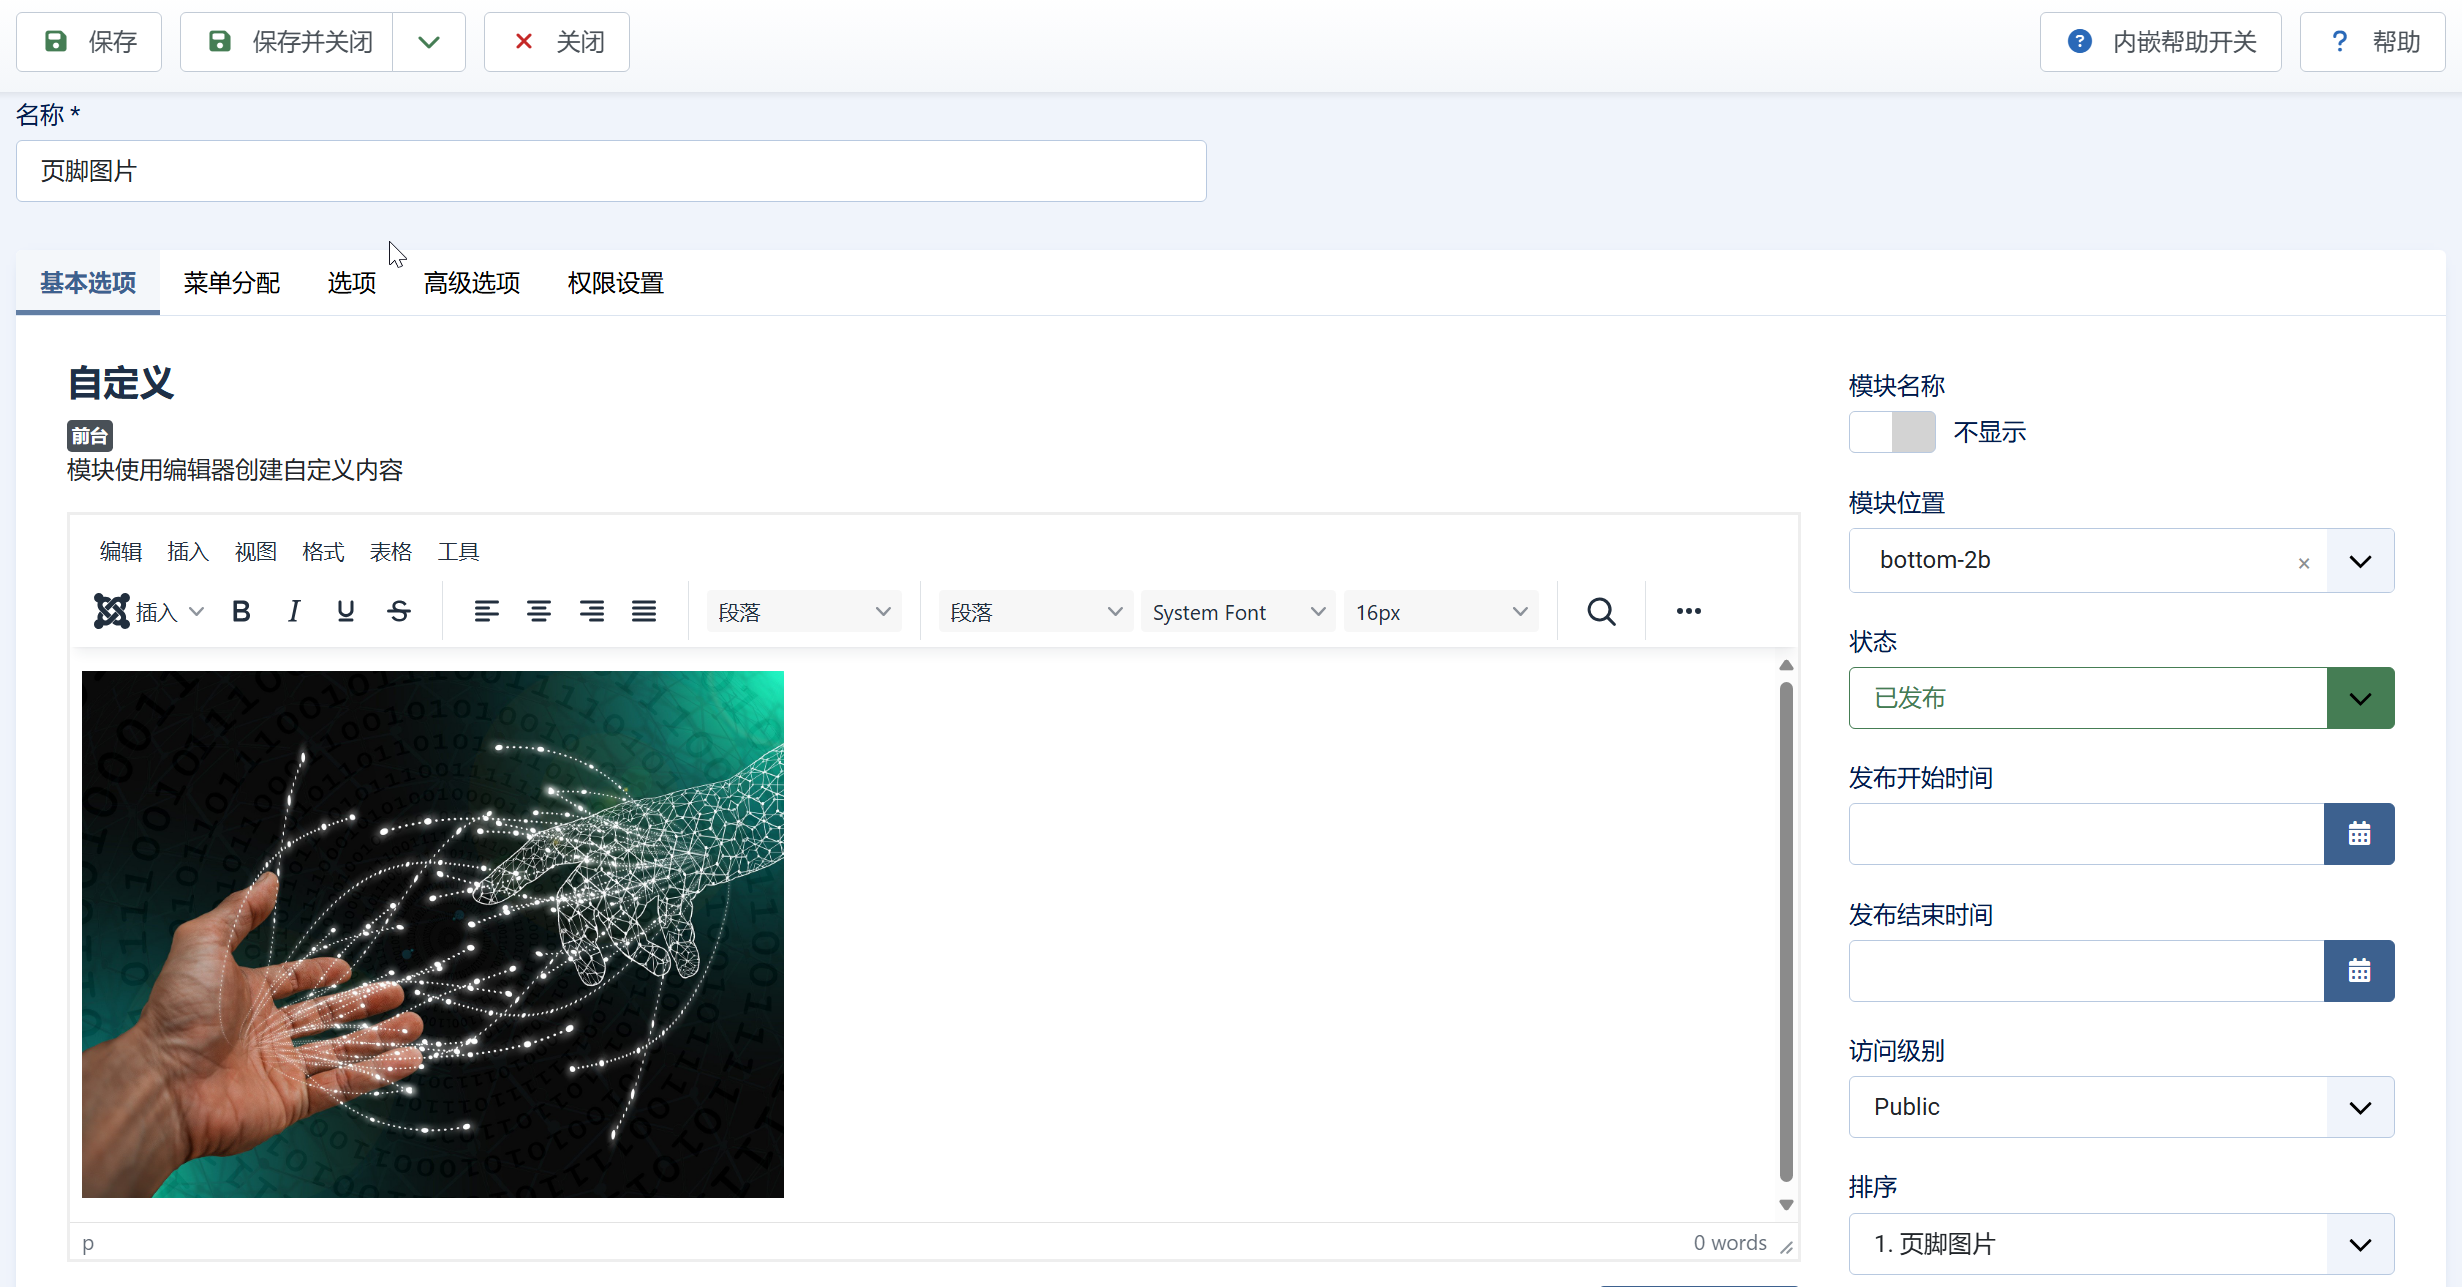 保存
保存并关闭
关闭
内嵌帮助开关
帮助
名称 *
页脚图片
基本选项
菜单分配
选项
高级选项
权限设置
自定义
前台
模块使用编辑器创建自定义内容
编辑 插入 视图 格式 表格 工具
插入 B I U S 段落 段落 System Font 16px
p
0 words
模块名称
不显示
模块位置
bottom-2b
状态
已发布
发布开始时间
发布结束时间
访问级别
Public
排序
1. 页脚图片